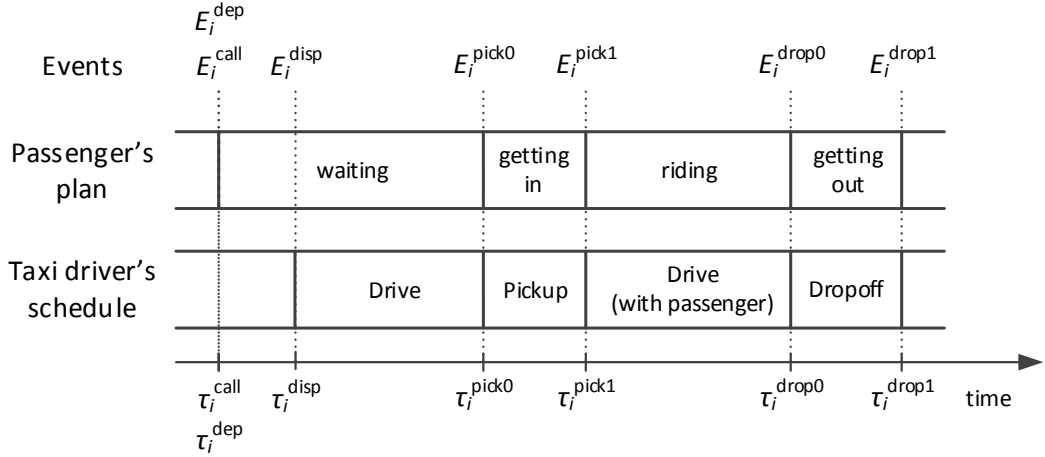 E_i^dep
Events E_i^call E_i^disp E_i^pick0 E_i^pick1 E_i^drop0 E_i^drop1
Passenger's
plan
waiting
getting
in
riding
getting
out
Taxi driver's
schedule
Drive
Pickup
Drive
(with passenger)
Dropoff
τ_i^call τ_i^disp τ_i^pick0 τ_i^pick1 τ_i^drop0 τ_i^drop1 time
τ_i^dep